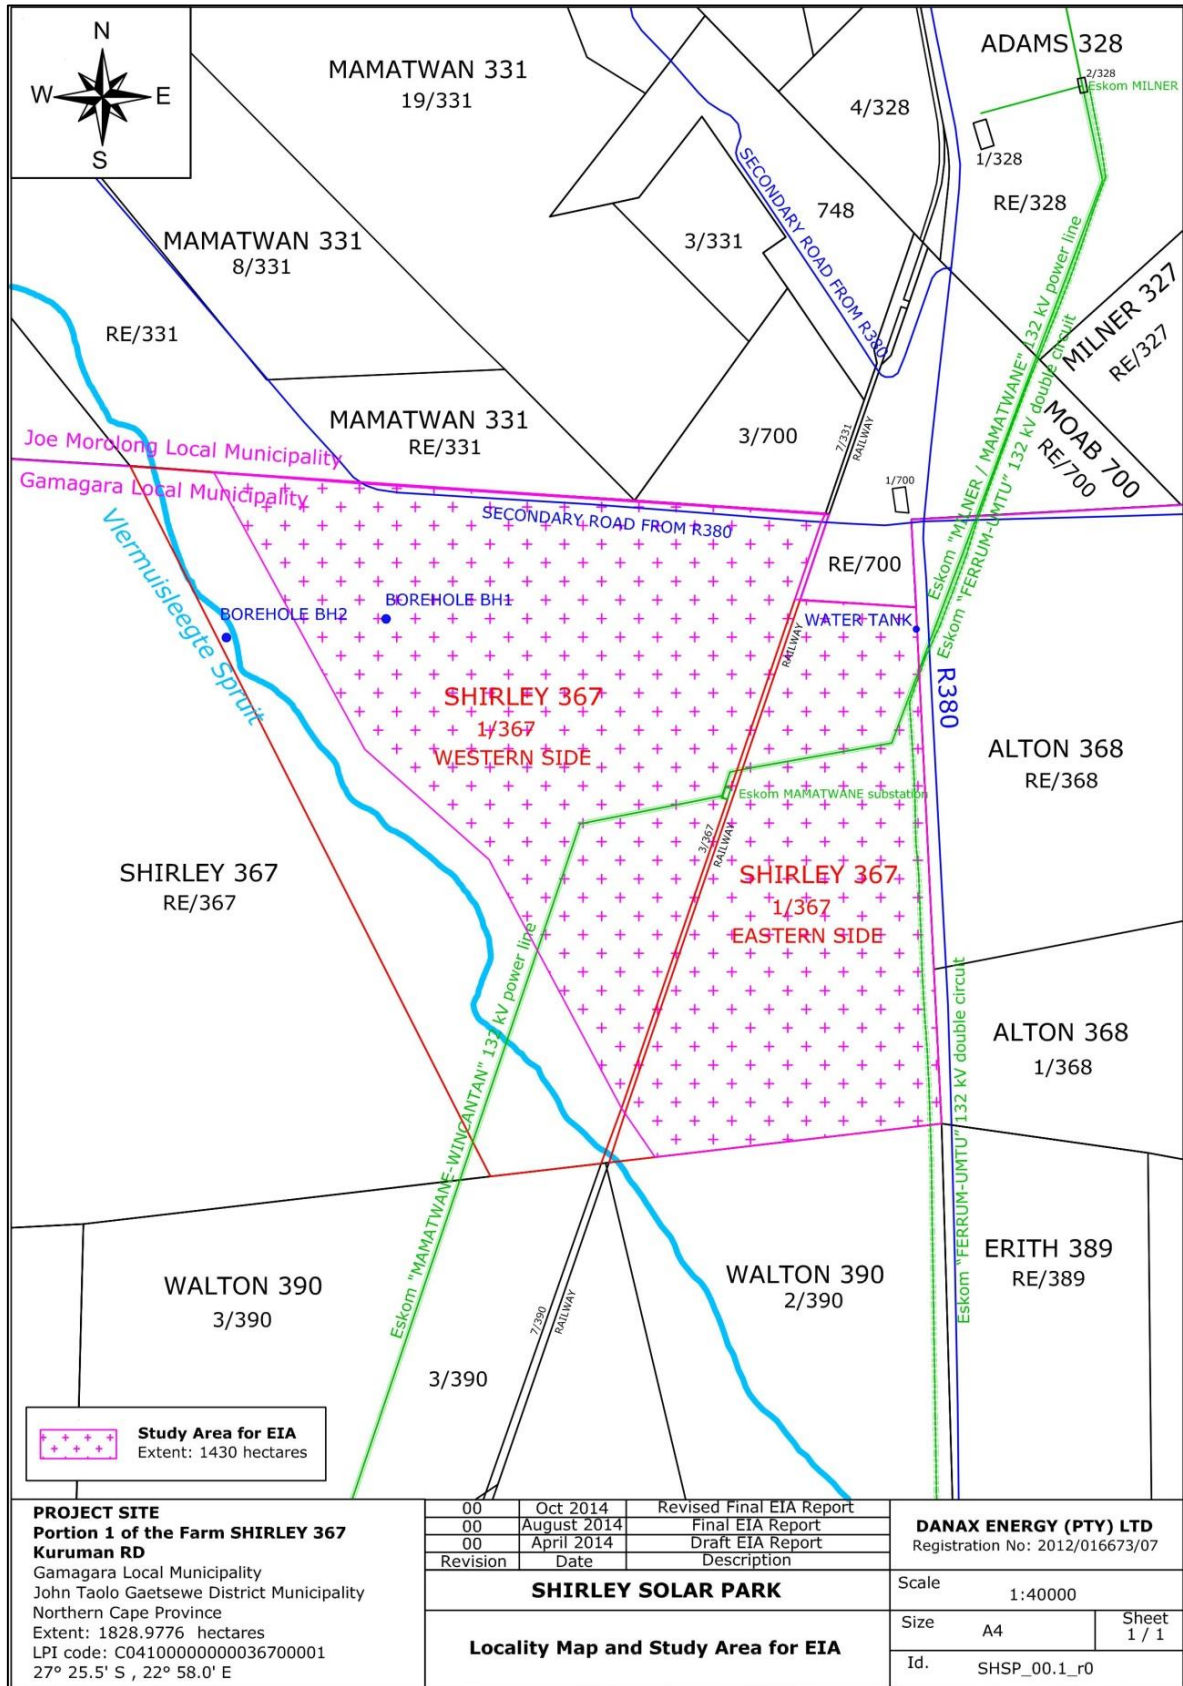 N
W
E
S
MAMATWAN 331
19/331
ADAMS 328
2/328
Eskom MILNER
4/328
1/328
RE/328
748
SECONDARY ROAD FROM R380
3/331
MAMATWAN 331
8/331
RE/331
MILNER 327
RE/327
MOAB 700
RE/700
Eskom "MILNER / MAMATWANE" 132 kV power line
Eskom "FERRUM-UMTU" 132 kV double circuit
MAMATWAN 331
RE/331
3/700
7/331
RAILWAY
1/700
Joe Morolong Local Municipality
Gamagara Local Municipality
SECONDARY ROAD FROM R380
RE/700
Vlermuisleegte Spruit
BOREHOLE BH2
BOREHOLE BH1
WATER TANK
RAILWAY
R380
SHIRLEY 367
1/367
WESTERN SIDE
ALTON 368
RE/368
Eskom MAMATWANE substation
3/367
RAILWAY
SHIRLEY 367
RE/367
SHIRLEY 367
1/367
EASTERN SIDE
Eskom "MAMATWANE-WINCANTAN" 132 kV power line
Eskom "FERRUM-UMTU" 132 kV double circuit
ALTON 368
1/368
ERITH 389
RE/389
WALTON 390
3/390
WALTON 390
2/390
7/390
RAILWAY
3/390
Study Area for EIA
Extent: 1430 hectares
PROJECT SITE
Portion 1 of the Farm SHIRLEY 367
Kuruman RD
Gamagara Local Municipality
John Taolo Gaetsewe District Municipality
Northern Cape Province
Extent: 1828.9776 hectares
LPI code: C04100000000036700001
27° 25.5' S , 22° 58.0' E
00 Oct 2014 Revised Final EIA Report
00 August 2014 Final EIA Report
00 April 2014 Draft EIA Report
Revision Date Description
SHIRLEY SOLAR PARK
Locality Map and Study Area for EIA
DANAX ENERGY (PTY) LTD
Registration No: 2012/016673/07
Scale 1:40000
Size A4
Sheet
1 / 1
Id. SHSP_00.1_r0